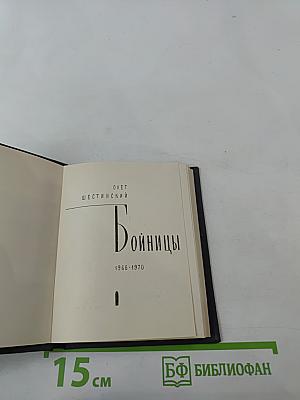 ОЛЕГ
ШЕСТИНСКИЙ
Бойницы
1966-1970
15 см
БФ БИБЛИОФАН